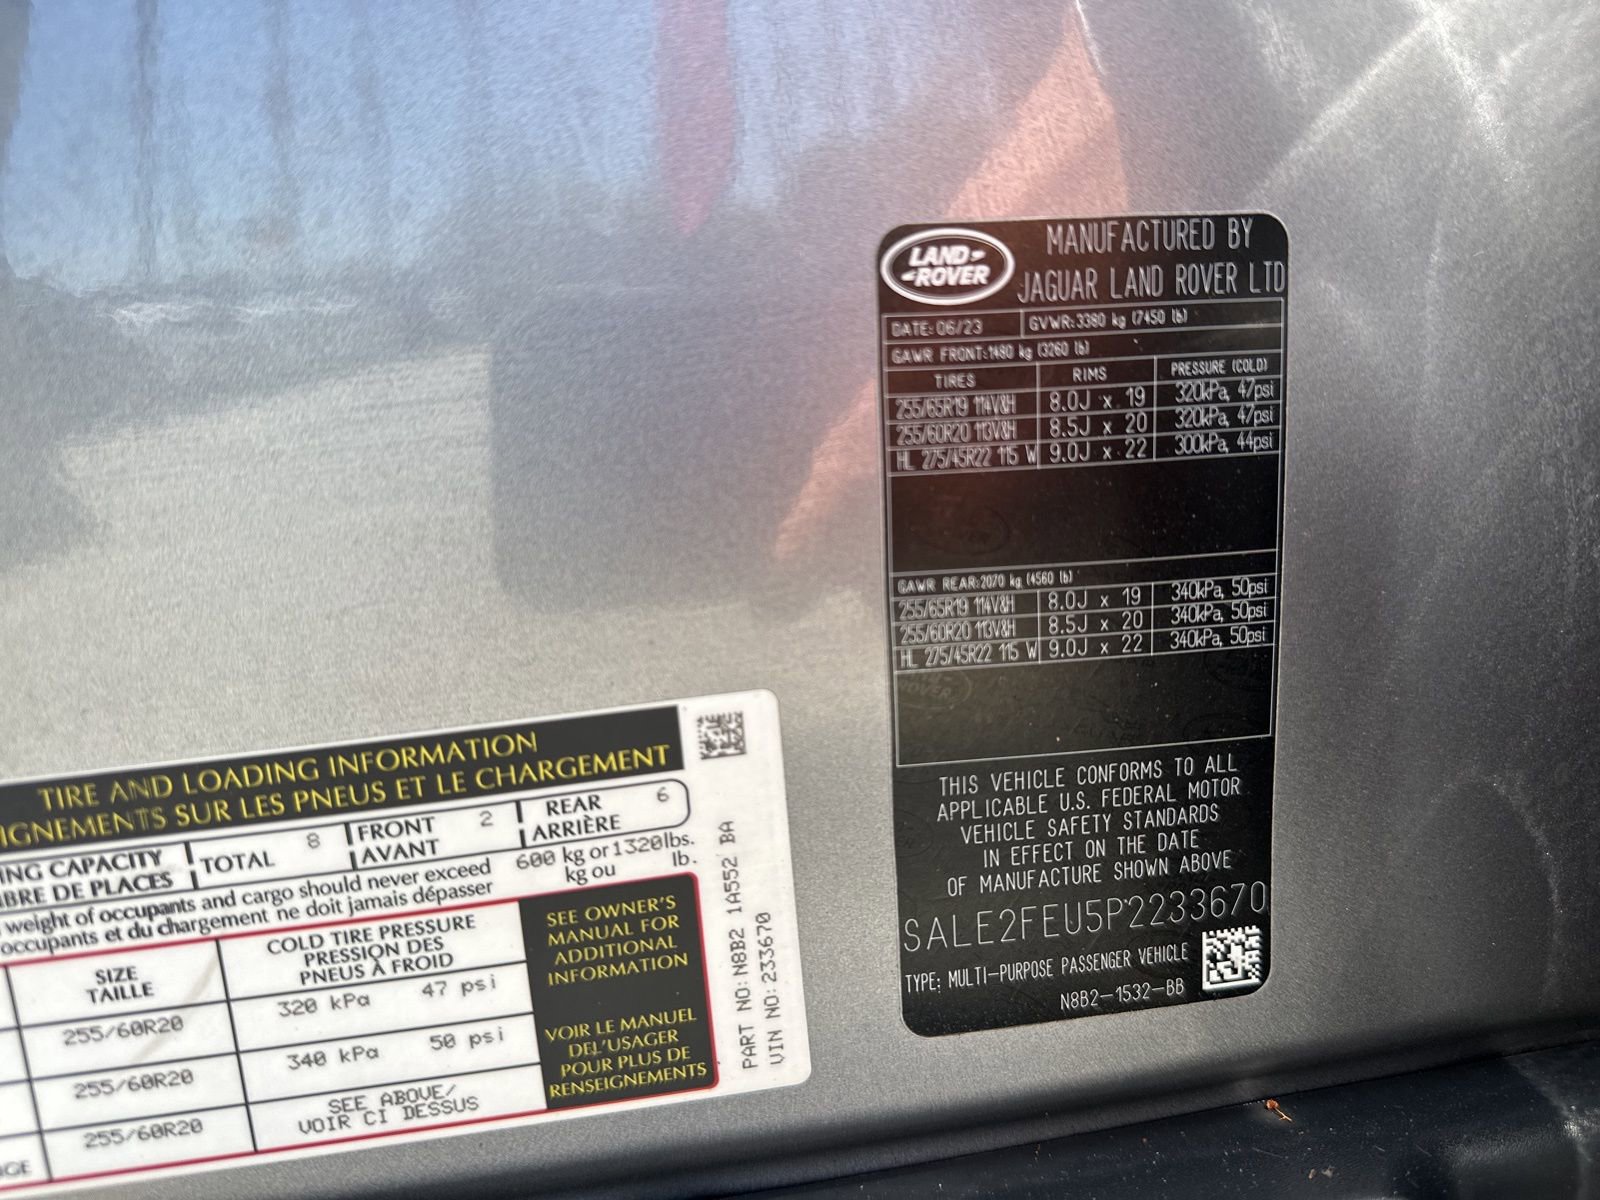 LAND ROVER
MANUFACTURED BY
JAGUAR LAND ROVER LTD
DATE: 06/23 GVWR: 3380 kg (7450 lb)
GAWR FRONT: 1480 kg (3260 lb)
TIRES RIMS PRESSURE (COLD)
255/65R19 114V&H 8.0J x 19 320kPa, 47psi
255/60R20 113V&H 8.5J x 20 320kPa, 47psi
HL 275/45R22 115 W 9.0J x 22 300kPa, 44psi
GAWR REAR: 2070 kg (4560 lb)
255/65R19 114V&H 8.0J x 19 340kPa, 50psi
255/60R20 113V&H 8.5J x 20 340kPa, 50psi
HL 275/45R22 115 W 9.0J x 22 340kPa, 50psi
THIS VEHICLE CONFORMS TO ALL
APPLICABLE U.S. FEDERAL MOTOR
VEHICLE SAFETY STANDARDS
IN EFFECT ON THE DATE
OF MANUFACTURE SHOWN ABOVE
SALE2FEU5P2233670
TYPE: MULTI-PURPOSE PASSENGER VEHICLE
N8B2-1532-BB
TIRE AND LOADING INFORMATION
IGNEMENTS SUR LES PNEUS ET LE CHARGEMENT
ING CAPACITY TOTAL 8 FRONT 2 REAR 6
BRE DE PLACES AVANT ARRIÈRE
weight of occupants and cargo should never exceed 600 kg or 1320 lbs.
occupants et du chargement ne doit jamais dépasser kg ou lb.
SIZE
TAILLE
COLD TIRE PRESSURE
PRESSION DES
PNEUS À FROID
255/60R20 320 kPa 47 psi
255/60R20 340 kPa 50 psi
255/60R20 SEE ABOVE/
VOIR CI DESSUS
GE
SEE OWNER'S
MANUAL FOR
ADDITIONAL
INFORMATION
VOIR LE MANUEL
DEL'USAGER
POUR PLUS DE
RENSEIGNEMENTS
PART NO: N8B2 1A552 BA
VIN NO: 233670